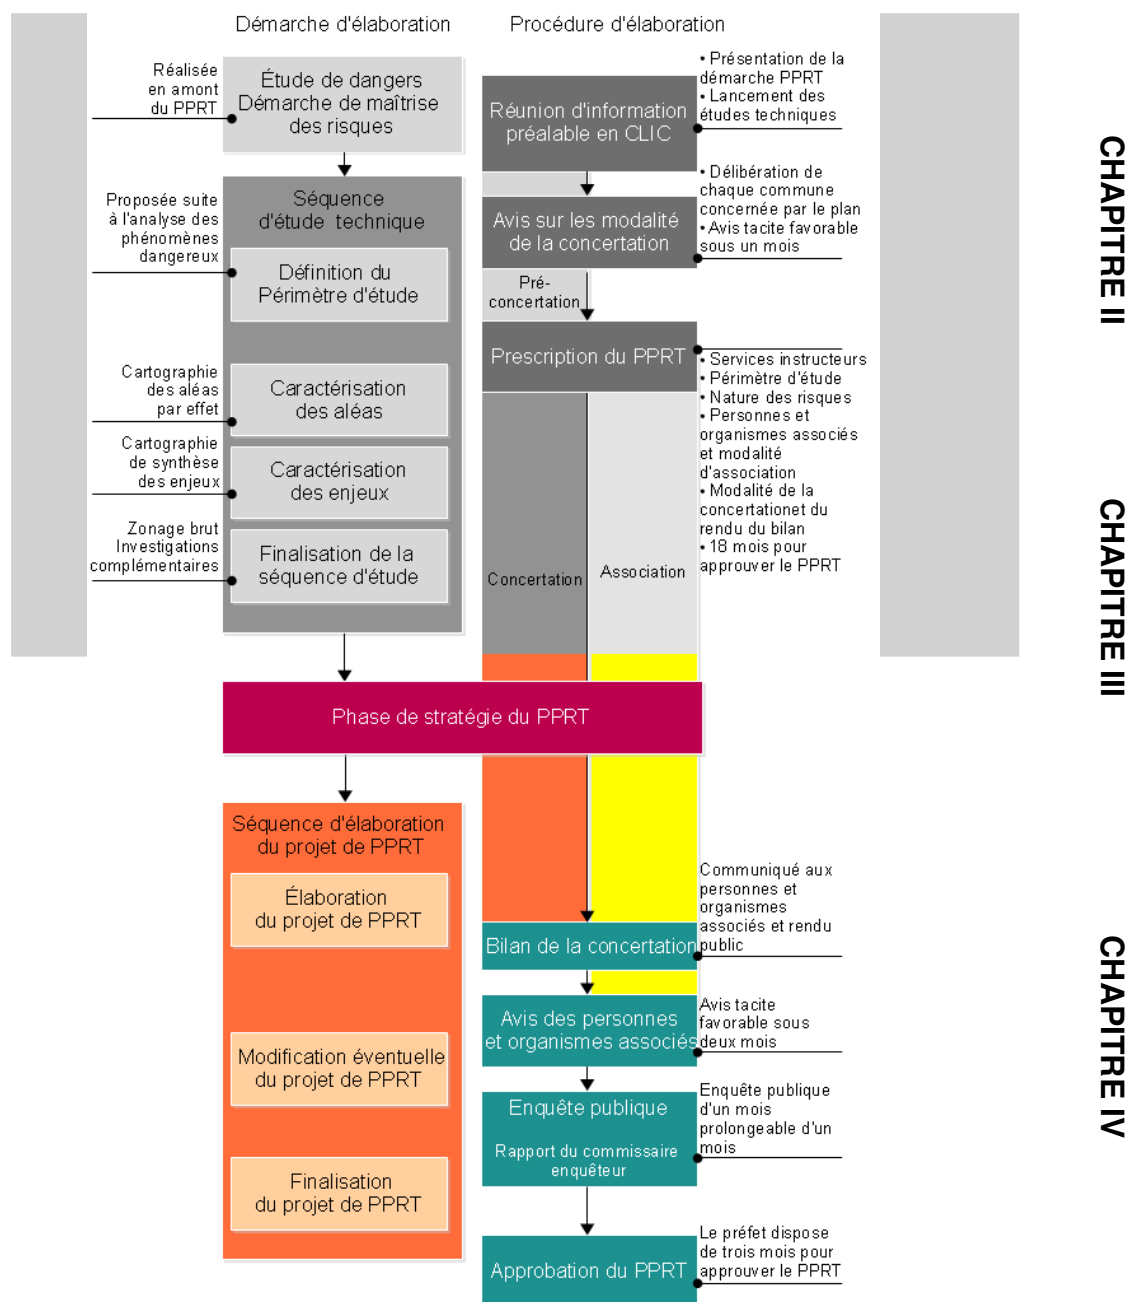 Démarche d'élaboration
Procédure d'élaboration
Réalisée
en amont
du PPRT
Étude de dangers
Démarche de maîtrise
des risques
Proposée suite
à l'analyse des
phénomènes
dangereux
Séquence
d'étude technique
Définition du
Périmètre d'étude
Cartographie
des aléas
par effet
Caractérisation
des aléas
Cartographie
de synthèse
des enjeux
Caractérisation
des enjeux
Zonage brut
Investigations
complémentaires
Finalisation de la
séquence d'étude
Réunion d'information
préalable en CLIC
• Présentation de la
démarche PPRT
• Lancement des
études techniques
Avis sur les modalité
de la concertation
• Délibération de
chaque commune
concernée par le plan
• Avis tacite favorable
sous un mois
Pré-
concertation
Prescription du PPRT
• Services instructeurs
• Périmètre d'étude
• Nature des risques
• Personnes et
organismes associés
et modalité
d'association
• Modalité de la
concertationet du
rendu du bilan
• 18 mois pour
approuver le PPRT
Concertation
Association
Phase de stratégie du PPRT
Séquence d'élaboration
du projet de PPRT
Élaboration
du projet de PPRT
Modification éventuelle
du projet de PPRT
Finalisation
du projet de PPRT
Bilan de la concertation
Communiqué aux
personnes et
organismes
associés et rendu
public
Avis des personnes
et organismes associés
Avis tacite
favorable sous
deux mois
Enquête publique
Rapport du commissaire
enquêteur
Enquête publique
d'un mois
prolongeable d'un
mois
Approbation du PPRT
Le préfet dispose
de trois mois pour
approuver le PPRT
CHAPITRE II
CHAPITRE III
CHAPITRE IV